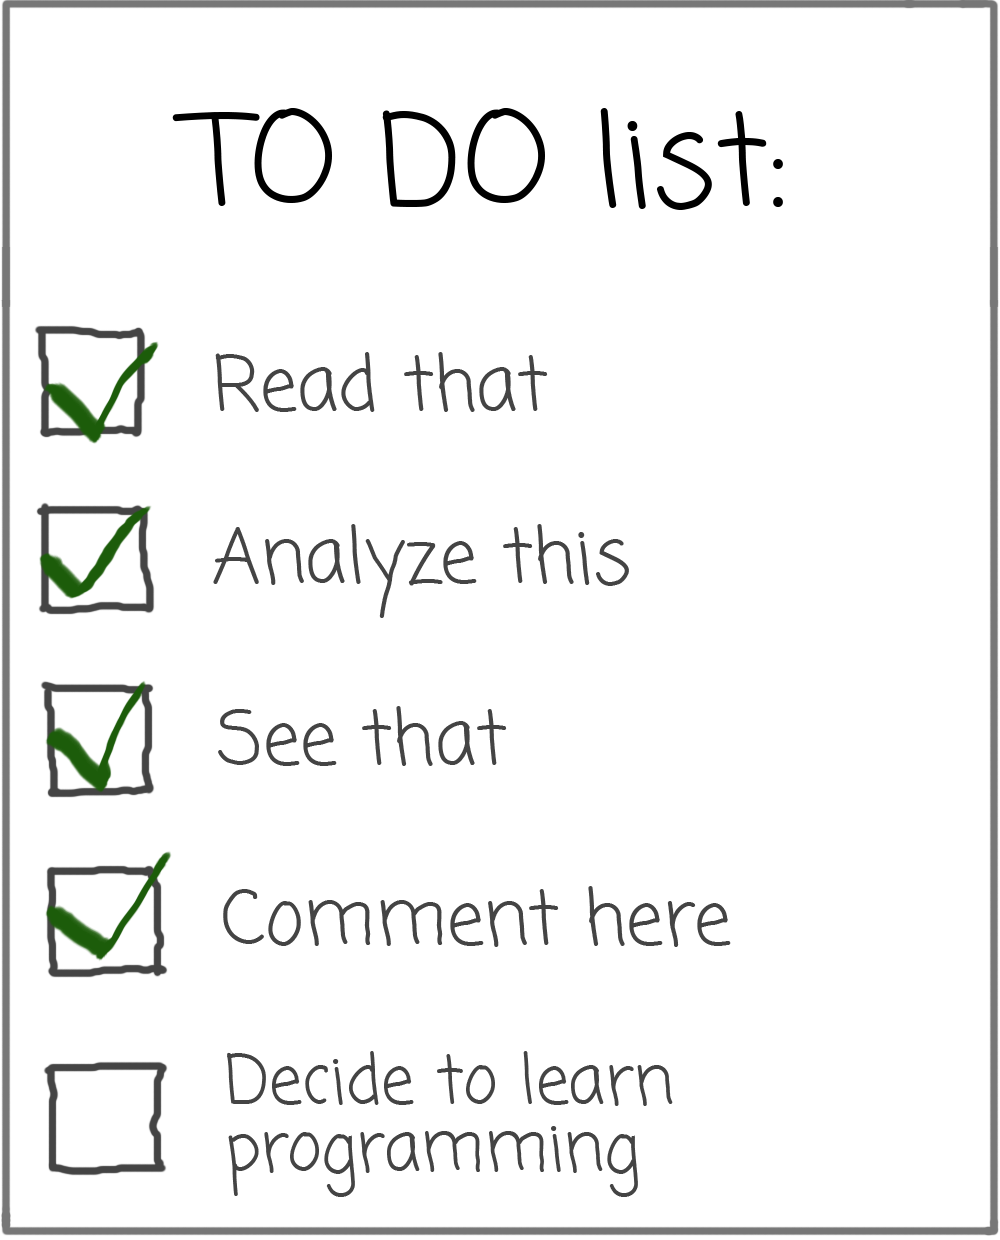 TO DO list:
Read that
Analyze this
See that
Comment here
Decide to learn
programming